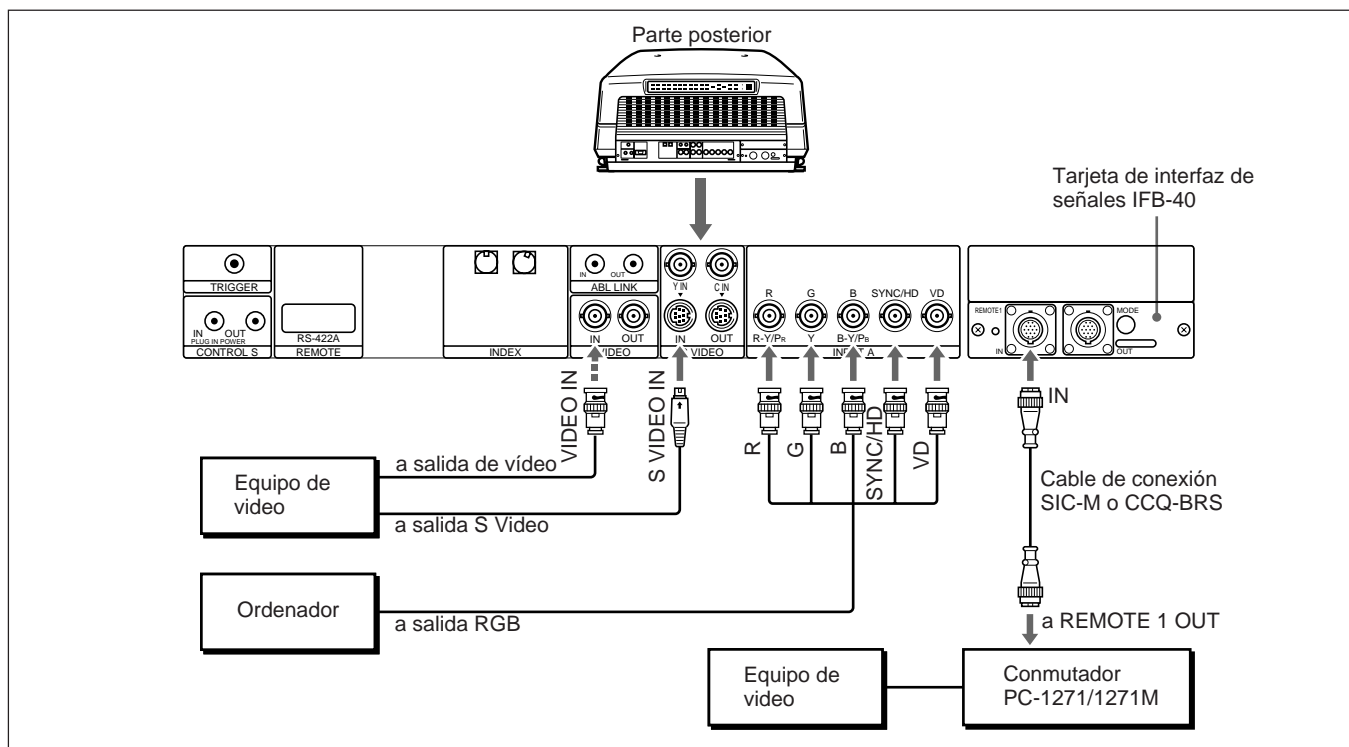 Parte posterior
Tarjeta de interfaz de
señales IFB-40
TRIGGER
IN OUT
PLUG IN POWER
CONTROL S
RS-422A
REMOTE
INDEX
IN OUT
ABL LINK
IN OUT
VIDEO
Y IN C IN
IN OUT
VIDEO
R G B SYNC/HD VD
R-Y/PR Y B-Y/PB
INPUT A
REMOTE1
IN
MODE
OUT
VIDEO IN
S VIDEO IN
R
G
B
SYNC/HD
VD
IN
Cable de conexión
SIC-M o CCQ-BRS
Equipo de
video
a salida de vídeo
a salida S Video
Ordenador
a salida RGB
a REMOTE 1 OUT
Equipo de
video
Conmutador
PC-1271/1271M